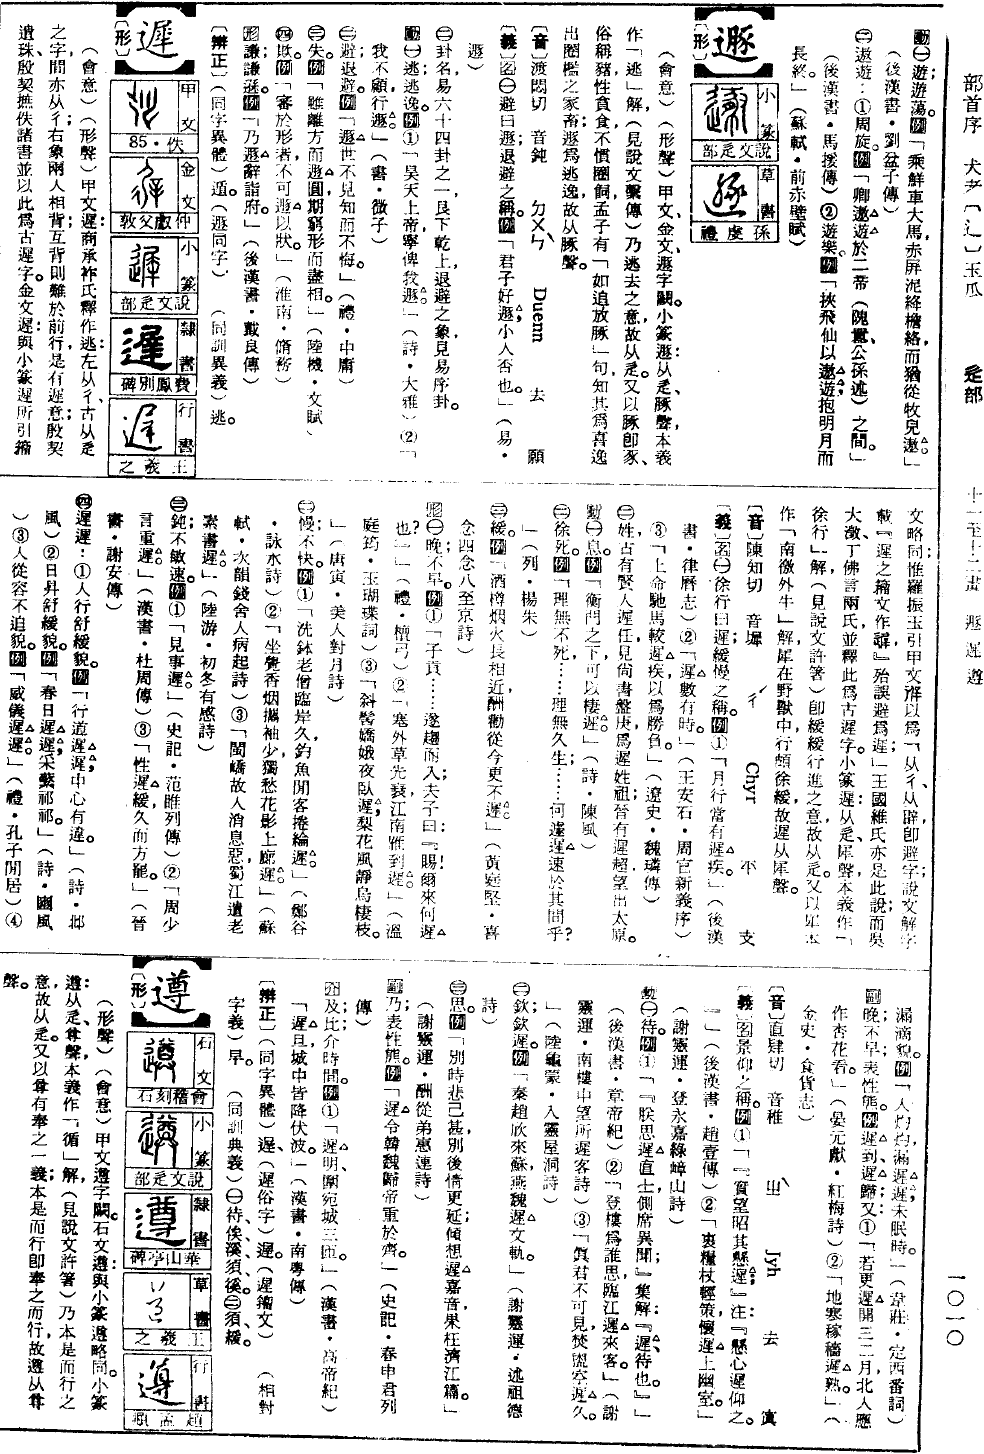 部首序　犬老〔辶〕玉瓜　辵部　十一至十二畫　遯遲遵　一〇一〇
動㊀遊遊蕩。例「乘鮮車大馬赤屏泥絳襜絡而猶從牧兒遨。」
（後漢書・劉盆子傳）
㊁遨遊：①周旋。例「卿遨遊於二帝（隗囂公孫述）之間。」
（後漢書・馬援傳）②遊樂。例「挾飛仙以遨遊抱明月而
長終。」（蘇軾・前赤壁賦）
遯
〔形〕
小篆　說文辵部
草書　孫虔禮
（會意）（形聲）甲文、金文、遯字闕。小篆遯：从辵豚聲，本義
作「逃」解（見說文繫傳）乃逃去之意，故从辵。又以豚卽豕，
俗稱豬，性貪食不慣圈飼，孟子有「如追放豚」句，知其爲喜逸
出圈檻之家畜，遯爲逃逸，故从豚聲。
〔音〕渡悶切　音鈍　ㄉㄨㄣˋ　Duenn　去　願
〔義〕名㊀避曰遯，退避之稱。例「君子好遯，小人否也。」（易・
遯）
㊁卦名，易六十四卦之一，艮下乾上，退避之象，見易序卦。
動㊀逃；逃逸。例①「昊天上帝，寧俾我遯。」（詩・大雅）②「
我不顧行遯。」（書・微子）
㊁避；退避。例「遯世不見知而不悔。」（禮・中庸）
㊂失。例「雖離方而遯圓，期窮形而盡相。」（陸機・文賦）
㊃欺。例「審於形者不可遯以狀。」（淮南・脩務）
形謙；謙遜。例「乃遯辭詣府。」（後漢書・戴良傳）
〔辨正〕（同字異體）遁。（遯同字）　（同訓異義）逃。
遲
〔形〕
甲文　佚・85
金文　仲𠭯父敦
小篆　說文辵部
隸書　費鳳別碑
行書　王羲之
（會意）（形聲）甲文遲：商承祚氏釋作逃，左从彳，古从辵
之字間亦从彳；右象兩人相背，互背則難於前行，是有遲意，殷契
遺珠、殷契摭佚諸書並以此爲古遲字。金文遲：與小篆遲所引籀
文略同，惟羅振玉引甲文𢕌以爲「从彳、从辟，卽避字，說文解字
載『遲之籀文作𨒈』殆誤避爲遲」，王國維氏亦是此說；而吳
大澂、丁佛言兩氏並釋此爲古遲字。小篆遲：从辵犀聲，本義作「
徐行」解（見說文許箸）卽緩緩行進之意，故从辵。又以犀本
作「南徼外牛」解，犀在野獸中行頗徐緩，故遲从犀聲。
〔音〕陳知切　音墀　ㄔˊ　Chyr　平　支
〔義〕名㊀徐行曰遲；緩慢之稱。例①「月行當有遲疾。」（後漢
書・律曆志）②「遲數有時。」（王安石・周官新義序）
③「上命馳馬較遲疾以爲勝負。」（遼史・魏璘傳）
㊁姓，古有賢人遲任，見尚書盤庚，爲遲姓祖；晉有遲超，望出太原。
動㊀息。例「衡門之下，可以棲遲。」（詩・陳風）
㊁徐死。例「理無不死……理無久生……何遽遲速於其間乎？
」（列・楊朱）
㊂緩。例「酒樽烟火長相近，酬勸從今更不遲。」（黃庭堅・喜
念四念八至京詩）
形㊀晚；不早。例①「子貢……遂趨而入，夫子曰：『賜！爾來何遲
也？』」（禮・檀弓）②「塞外草先衰，江南雁到遲。」（溫
庭筠・玉蝴蝶詞）③「斜髻嬌娥夜臥遲，梨花風靜鳥棲枝。
」（唐寅・美人對月詩）
㊁慢；不快。例①「洗鉢老僧臨岸久，釣魚閒客捲綸遲。」（鄭谷
・詠水詩）②「坐覺香烟攜袖少，獨愁花影上廊遲。」（蘇
軾・次韻錢舍人病起詩）③「閩嶠故人消息惡，蜀江遺老
素書遲。」（陸游・初冬有感詩）
㊂鈍；不敏速。例①「見事遲。」（史記・范雎列傳）②「周少
言重遲。」（漢書・杜周傳）③「性遲緩，久而方能。」（晉
書・謝安傳）
㊃遲遲：①人行舒緩貌。例「行道遲遲，中心有違。」（詩・邶
風）②日舁舒緩貌。例「春日遲遲，采蘩祁祁。」（詩・豳風
）③人從容不迫貌。例「威儀遲遲。」（禮・孔子閒居）④
漏滴貌。例「人灼灼，漏遲遲，未眠時。」（韋莊・定西番詞）
副晚；不早；表性態。例遲到；遲歸。又①「若更遲開三二月，北人應
作杏花看。」（晏元獻・紅梅詩）②「地寒稼穡遲熟。」（
金史・食貨志）
〔音〕直肆切　音稚　ㄓˋ　Jyh　去　寘
〔義〕名景仰之稱。例①「『實望昭其懸遲』注：『懸心遲仰之。
』」（後漢書・趙壹傳）②「裹糧杖輕策，懷遲上幽室。」
（謝靈運・登永嘉綠嶂山詩）
動㊀待。例①「『朕思遲直士，側席異聞。』集解『遲，待也。』」
（後漢書・章帝紀）②「登樓爲誰思，臨江遲來客。」（謝
靈運・南樓中望所遲客詩）③「眞君不可見，焚盥空遲久。
」（陸龜蒙・入靈屋洞詩）
㊁欽；欽遲。例「秦趙欣來蘇，燕魏遲文軌。」（謝靈運・述祖德
詩）
㊂思。例「別時悲已甚，別後情更延，傾想遲嘉音，果枉濟江篇。」
（謝靈運・酬從弟惠連詩）
副乃；表性態。例「遲令韓魏歸帝重於齊。」（史記・春申君列
傳）
介及；比；介時間。例①「遲明，圍宛城三匝。」（漢書・高帝紀）
「遲旦，城中皆降伏波。」（漢書・南粵傳）
〔辨正〕（同字異體）遅。（遲俗字）𨒈。（遲籀文）　（相對
字義）早。　（同訓異義）㊀待、俟、溪、須、後。㊁須、緩。
遵
〔形〕
石文　會稽刻石
小篆　說文辵部
隸書　華山亭碑
草書　王羲之
行書　趙孟頫
（形聲）（會意）甲文遵字闕。石文遵：與小篆遵略同。小篆
遵：从辵尊聲，本義作「循」解（見說文許箸）乃本是而行之
意，故从辵。又以尊有奉之一義；本是而行卽奉之而行，故遵从尊
聲。